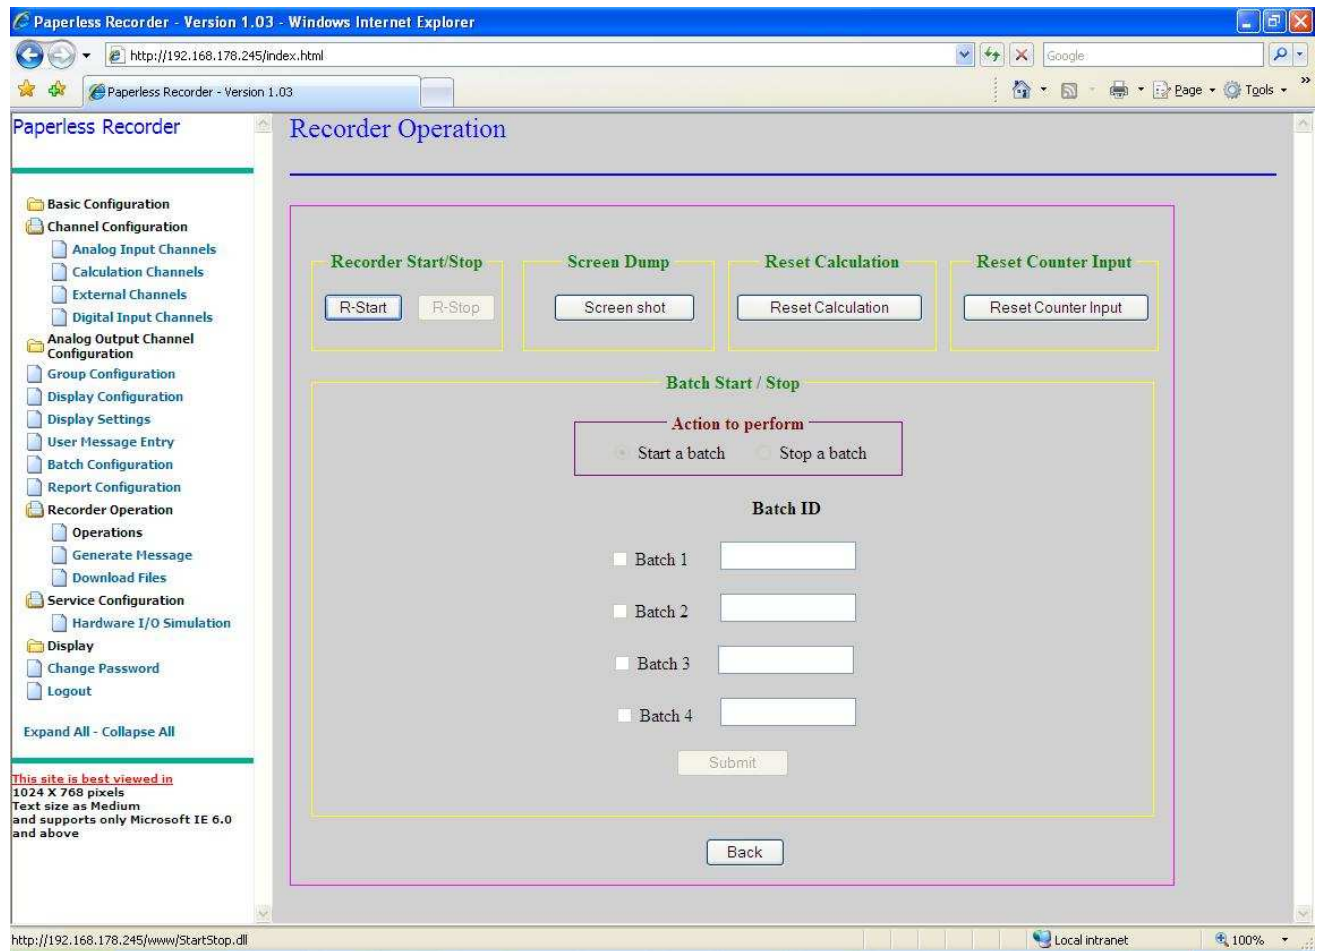 Paperless Recorder - Version 1.03 - Windows Internet Explorer
http://192.168.178.245/index.html
Google
Paperless Recorder - Version 1.03
Page
Tools
Paperless Recorder
Basic Configuration
Channel Configuration
Analog Input Channels
Calculation Channels
External Channels
Digital Input Channels
Analog Output Channel
Configuration
Group Configuration
Display Configuration
Display Settings
User Message Entry
Batch Configuration
Report Configuration
Recorder Operation
Operations
Generate Message
Download Files
Service Configuration
Hardware I/O Simulation
Display
Change Password
Logout
Expand All - Collapse All
This site is best viewed in
1024 X 768 pixels
Text size as Medium
and supports only Microsoft IE 6.0
and above
Recorder Operation
Recorder Start/Stop
R-Start
R-Stop
Screen Dump
Screen shot
Reset Calculation
Reset Calculation
Reset Counter Input
Reset Counter Input
Batch Start / Stop
Action to perform
Start a batch
Stop a batch
Batch ID
Batch 1
Batch 2
Batch 3
Batch 4
Submit
Back
http://192.168.178.245/www/StartStop.dll
Local intranet
100%